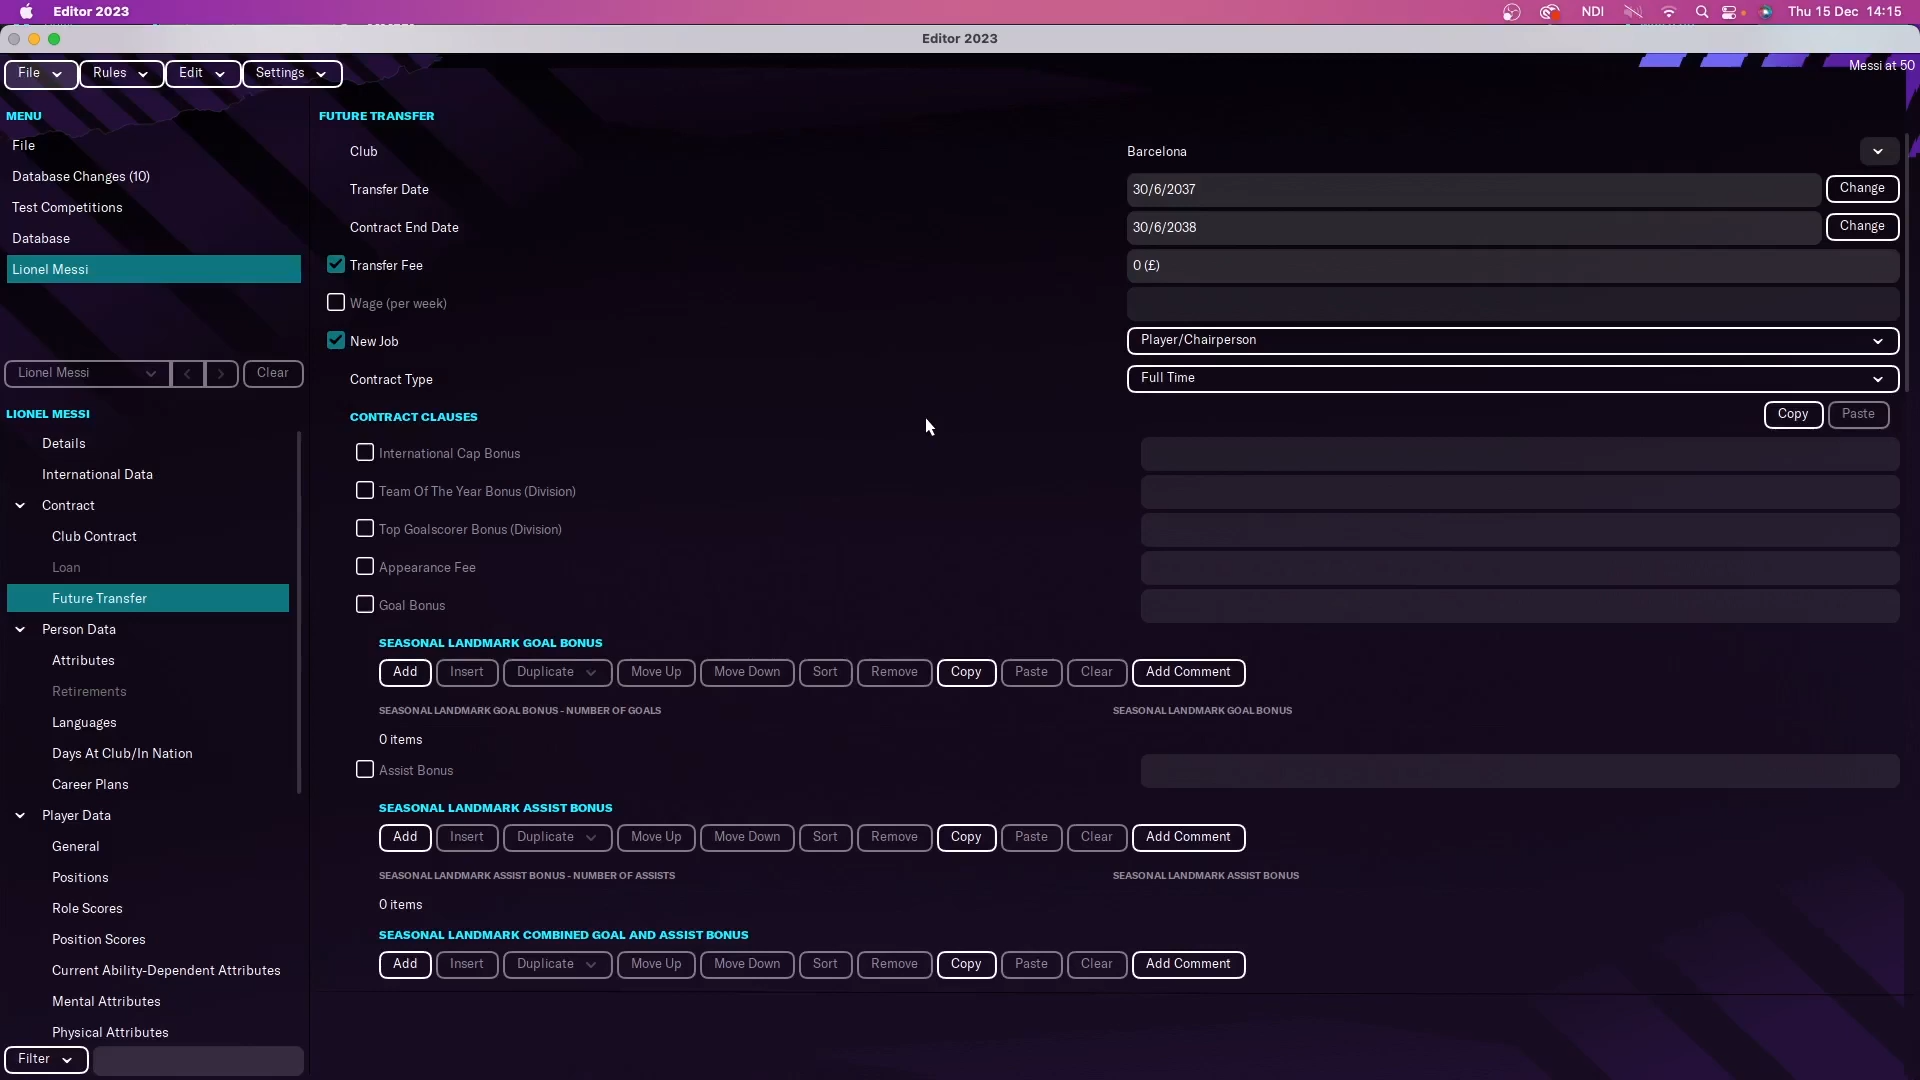 Editor 2023
NDI
Thu 15 Dec 14:15
Editor 2023
File
Rules
Edit
Settings
Messi at 50
MENU
File
Database Changes (10)
Test Competitions
Database
Lionel Messi
Lionel Messi
Clear
LIONEL MESSI
Details
International Data
Contract
Club Contract
Loan
Future Transfer
Person Data
Attributes
Retirements
Languages
Days At Club/In Nation
Career Plans
Player Data
General
Positions
Role Scores
Position Scores
Current Ability-Dependent Attributes
Mental Attributes
Physical Attributes
Filter
FUTURE TRANSFER
Club Barcelona
Transfer Date 30/6/2037 Change
Contract End Date 30/6/2038 Change
Transfer Fee 0 (£)
Wage (per week)
New Job Player/Chairperson
Contract Type Full Time
CONTRACT CLAUSES Copy Paste
International Cap Bonus
Team Of The Year Bonus (Division)
Top Goalscorer Bonus (Division)
Appearance Fee
Goal Bonus
SEASONAL LANDMARK GOAL BONUS
Add Insert Duplicate Move Up Move Down Sort Remove Copy Paste Clear Add Comment
SEASONAL LANDMARK GOAL BONUS - NUMBER OF GOALS SEASONAL LANDMARK GOAL BONUS
0 items
Assist Bonus
SEASONAL LANDMARK ASSIST BONUS
Add Insert Duplicate Move Up Move Down Sort Remove Copy Paste Clear Add Comment
SEASONAL LANDMARK ASSIST BONUS - NUMBER OF ASSISTS SEASONAL LANDMARK ASSIST BONUS
0 items
SEASONAL LANDMARK COMBINED GOAL AND ASSIST BONUS
Add Insert Duplicate Move Up Move Down Sort Remove Copy Paste Clear Add Comment